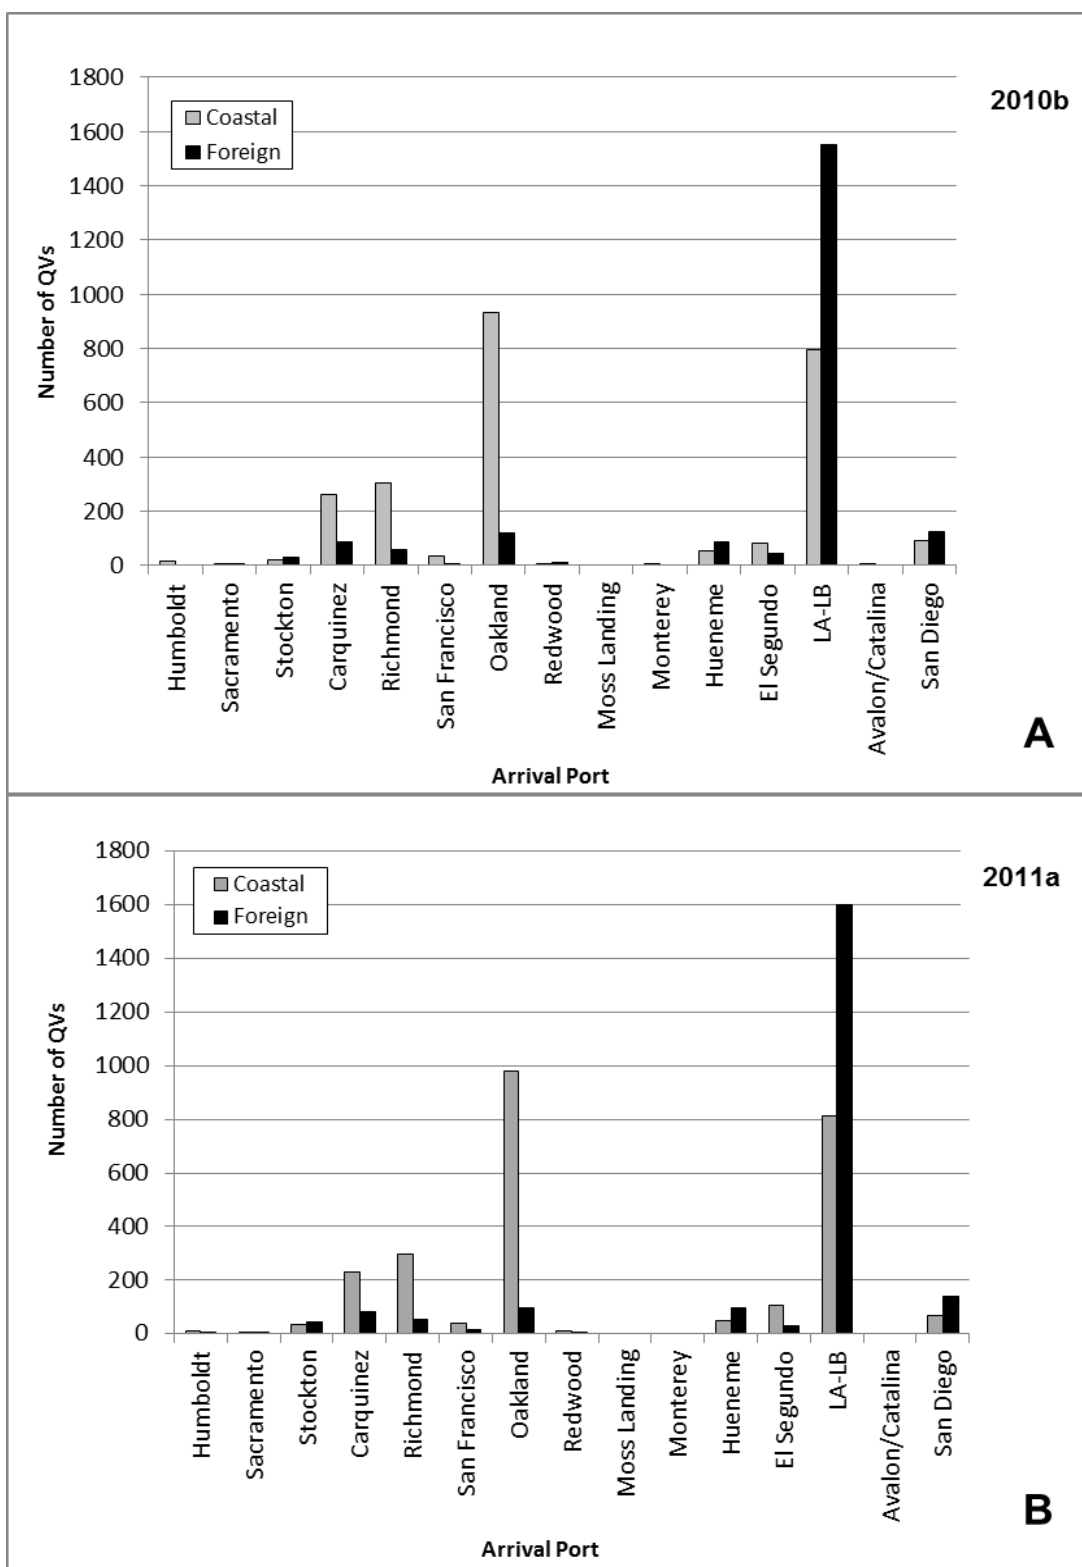 2010b
Coastal
Foreign
1800
1600
1400
1200
1000
800
600
400
200
0
Number of QVs
Humboldt
Sacramento
Stockton
Carquinez
Richmond
San Francisco
Oakland
Redwood
Moss Landing
Monterey
Hueneme
El Segundo
LA-LB
Avalon/Catalina
San Diego
Arrival Port
A
2011a
Coastal
Foreign
1800
1600
1400
1200
1000
800
600
400
200
0
Number of QVs
Humboldt
Sacramento
Stockton
Carquinez
Richmond
San Francisco
Oakland
Redwood
Moss Landing
Monterey
Hueneme
El Segundo
LA-LB
Avalon/Catalina
San Diego
Arrival Port
B